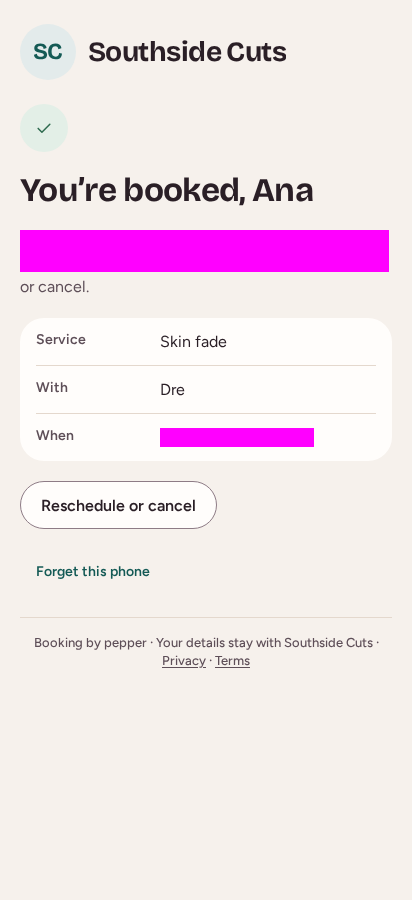 SC Southside Cuts
You’re booked, Ana
or cancel.
Service Skin fade
With Dre
When
Reschedule or cancel
Forget this phone
Booking by pepper · Your details stay with Southside Cuts ·
Privacy · Terms